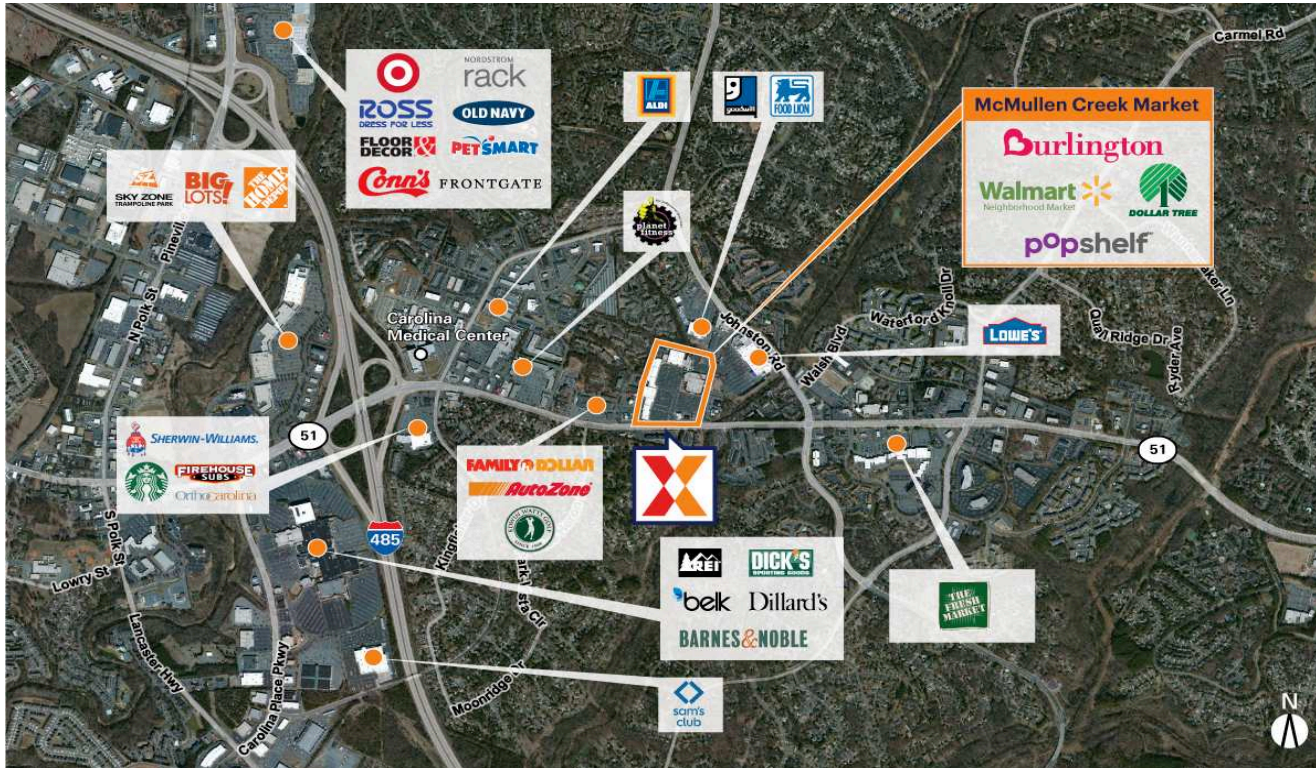 Carmel Rd
NORDSTROM
rack
ROSS
DRESS FOR LESS
OLD NAVY
FLOOR
& DECOR
PETSMART
Conn's
FRONTGATE
ALDI
goodwill
FOOD LION
McMullen Creek Market
Burlington
Walmart
Neighborhood Market
DOLLAR TREE
popshelf
SKY ZONE
TRAMPOLINE PARK
BIG
LOTS!
THE
HOME
DEPOT
planet
fitness
N Polk St
Carolina
Medical Center
Johnston Rd
Walsh Blvd
Waterford Knoll Dr
LOWE'S
Quail Ridge Dr
Ryder Ave
51
51
SHERWIN-WILLIAMS.
FIREHOUSE
SUBS
OrthoCarolina
FAMILY DOLLAR
AutoZone
485
S Polk St
Lowry St
Lancaster Hwy
Carolina Place Pkwy
Moonridge Dr
REI
DICK'S
SPORTING GOODS
belk
Dillard's
BARNES & NOBLE
THE
FRESH
MARKET
sam's
club
N